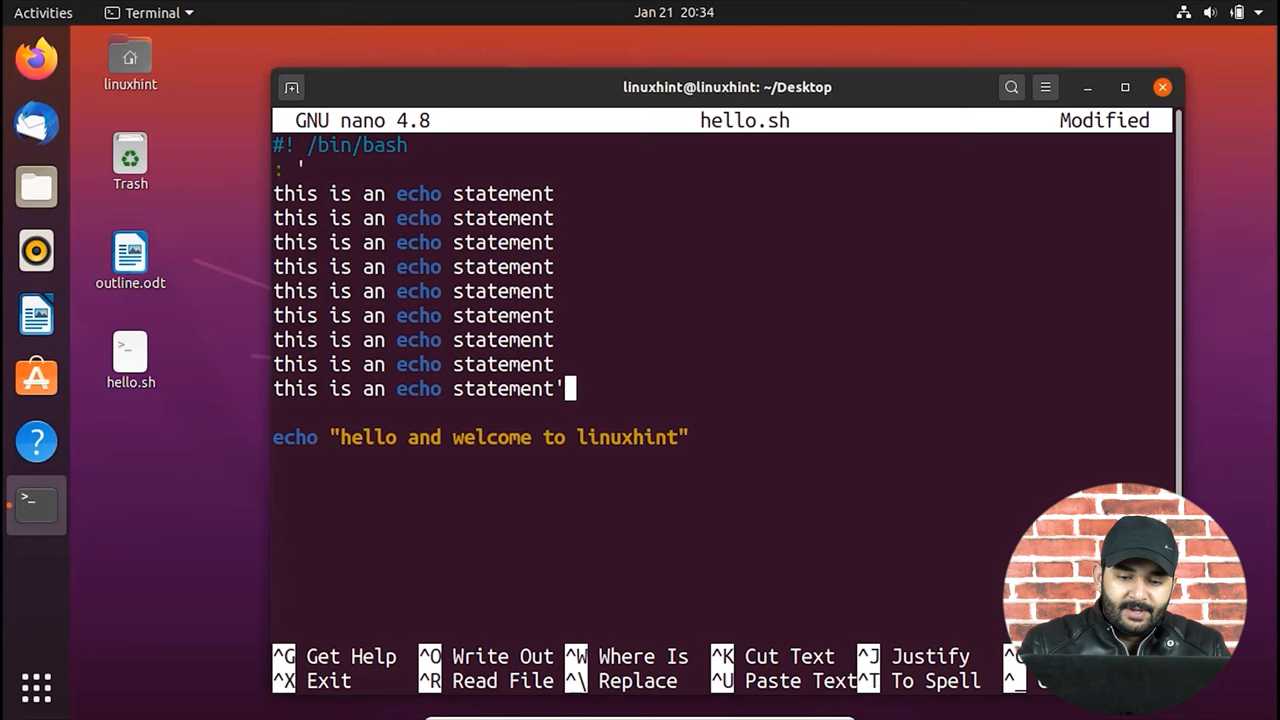 Activities
Terminal
Jan 21 20:34
linuxhint
Trash
outline.odt
hello.sh
linuxhint@linuxhint: ~/Desktop
GNU nano 4.8 hello.sh Modified
#! /bin/bash
: '
this is an echo statement
this is an echo statement
this is an echo statement
this is an echo statement
this is an echo statement
this is an echo statement
this is an echo statement
this is an echo statement
this is an echo statement'
echo "hello and welcome to linuxhint"
^G Get Help ^O Write Out ^W Where Is ^K Cut Text ^J Justify
^X Exit ^R Read File ^\ Replace ^U Paste Text ^T To Spell ^_